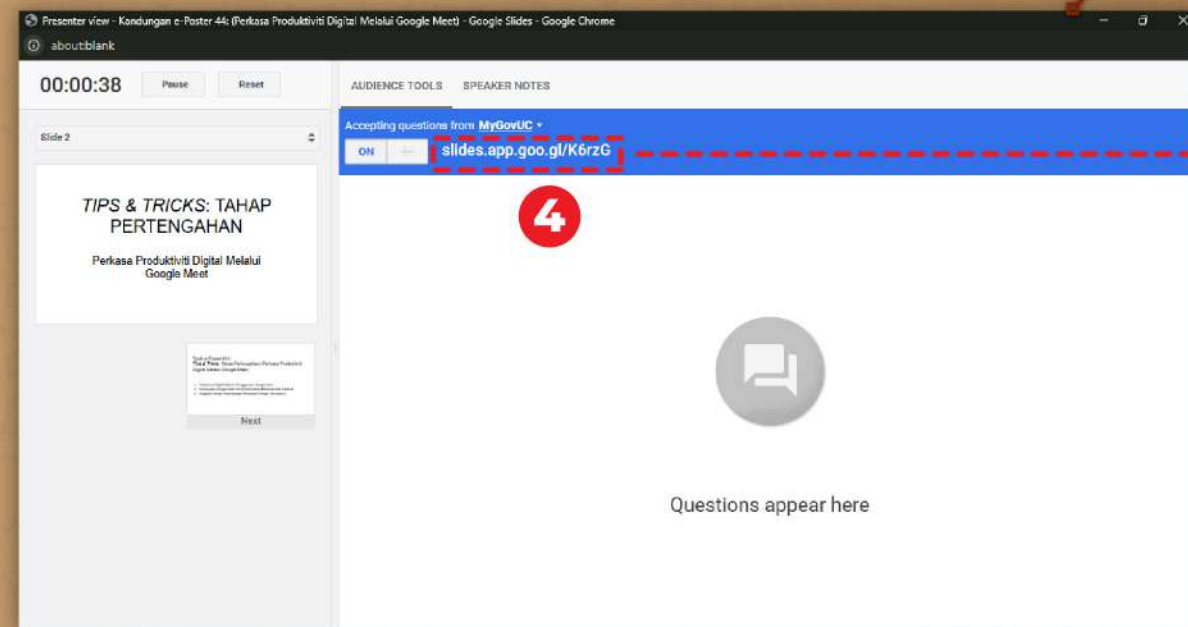 Presenter view - Kandungan e-Poster 44: (Perkasa Produktiviti Digital Melalui Google Meet) - Google Slides - Google Chrome
about:blank
00:00:38 Pause Reset
AUDIENCE TOOLS SPEAKER NOTES
Accepting questions from MyGovUC
Slide 2
ON
slides.app.goo.gl/K6rzG
4
TIPS & TRICKS: TAHAP
PERTENGAHAN
Perkasa Produktiviti Digital Melalui
Google Meet
Next
Questions appear here